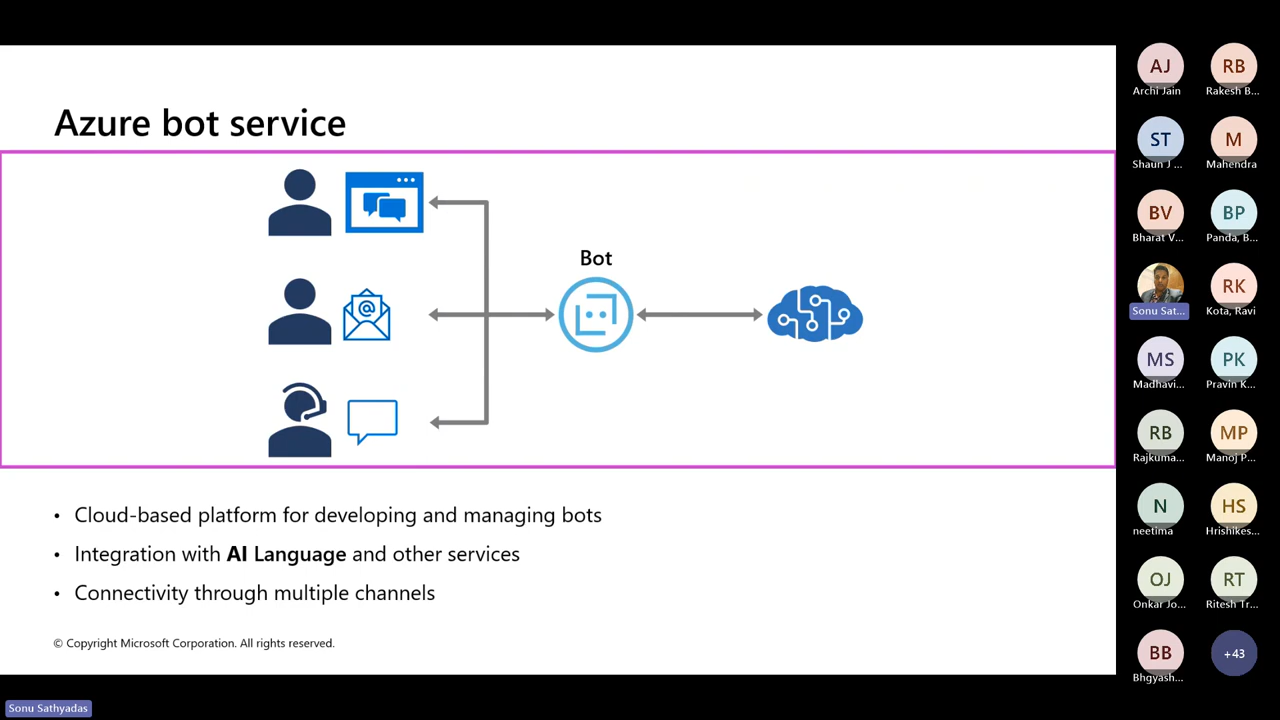 Azure bot service
Bot
• Cloud-based platform for developing and managing bots
• Integration with AI Language and other services
• Connectivity through multiple channels
© Copyright Microsoft Corporation. All rights reserved.
AJ
Archi Jain
RB
Rakesh B...
ST
Shaun J ...
M
Mahendra
BV
Bharat V...
BP
Panda, B...
Sonu Sat...
RK
Kota, Ravi
MS
Madhavi...
PK
Pravin K...
RB
Rajkuma...
MP
Manoj P...
N
neetima
HS
Hrishikes...
OJ
Onkar Jo...
RT
Ritesh Tr...
BB
Bhgyash...
+43
Sonu Sathyadas